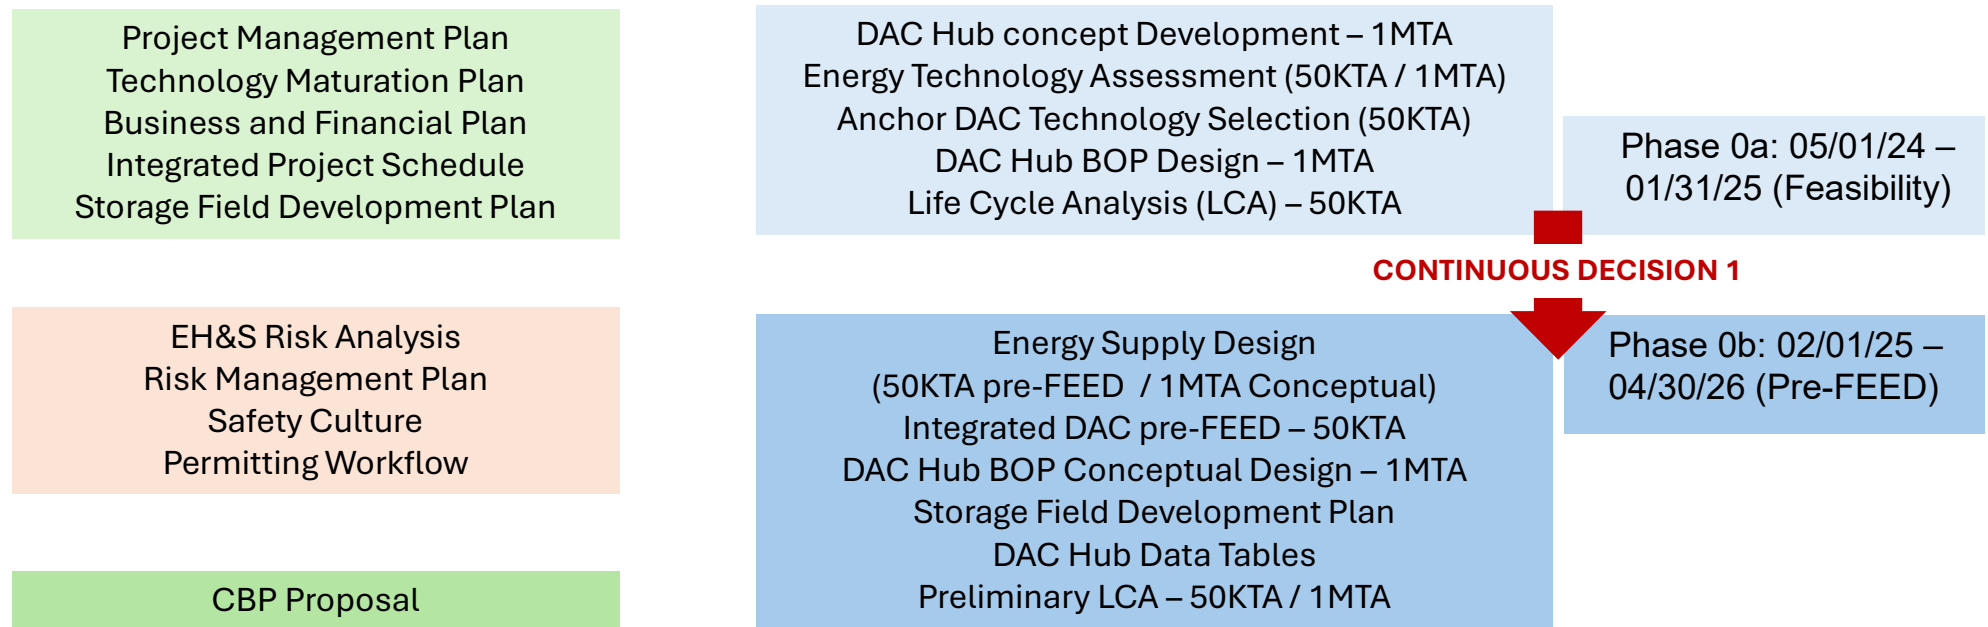 Project Management Plan
Technology Maturation Plan
Business and Financial Plan
Integrated Project Schedule
Storage Field Development Plan
EH&S Risk Analysis
Risk Management Plan
Safety Culture
Permitting Workflow
CBP Proposal
DAC Hub concept Development – 1MTA
Energy Technology Assessment (50KTA / 1MTA)
Anchor DAC Technology Selection (50KTA)
DAC Hub BOP Design – 1MTA
Life Cycle Analysis (LCA) – 50KTA
Phase 0a: 05/01/24 –
01/31/25 (Feasibility)
CONTINUOUS DECISION 1
Energy Supply Design
(50KTA pre-FEED / 1MTA Conceptual)
Integrated DAC pre-FEED – 50KTA
DAC Hub BOP Conceptual Design – 1MTA
Storage Field Development Plan
DAC Hub Data Tables
Preliminary LCA – 50KTA / 1MTA
Phase 0b: 02/01/25 –
04/30/26 (Pre-FEED)